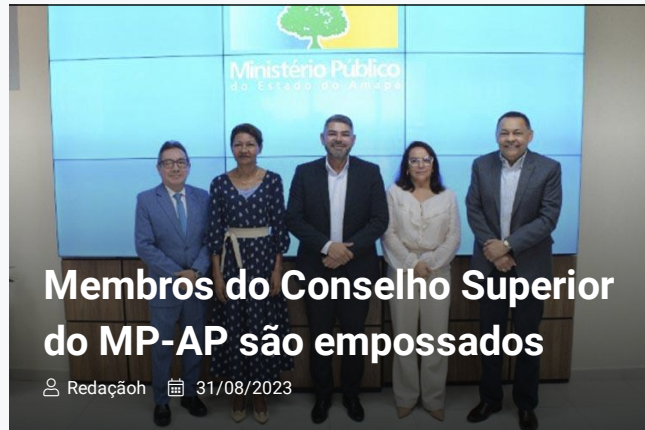 Ministério Público
do Estado do Amapá
Membros do Conselho Superior
do MP-AP são empossados
Redaçãoh 31/08/2023